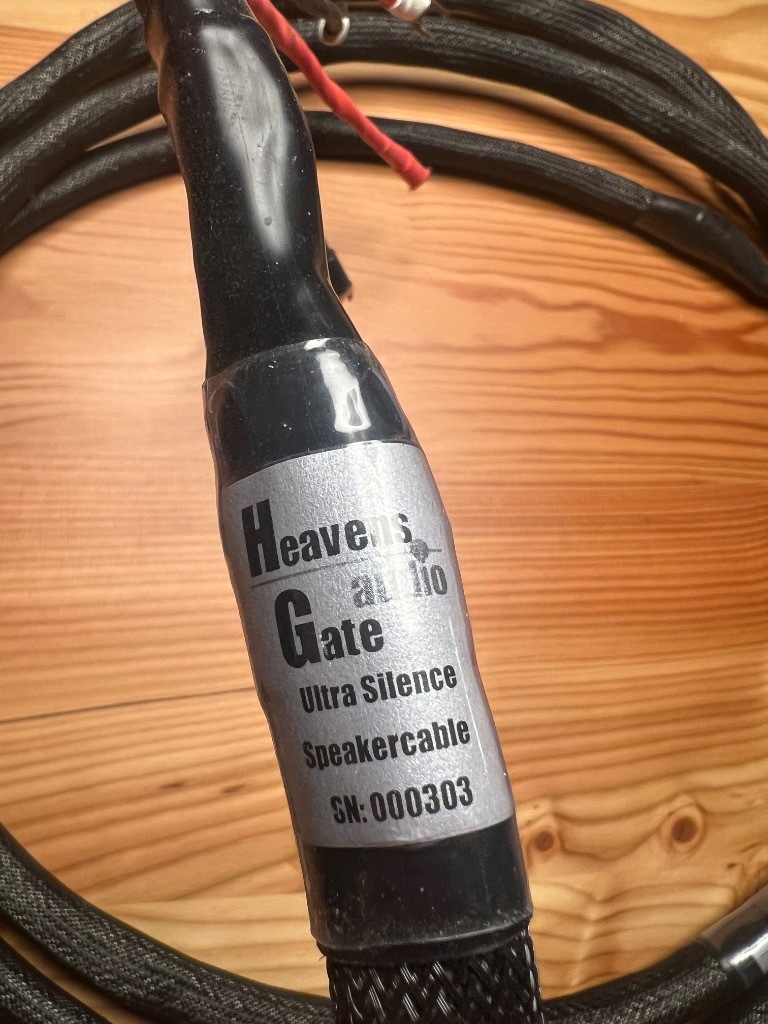 Heavens
audio
Gate
Ultra Silence
Speakercable
SN: 000303